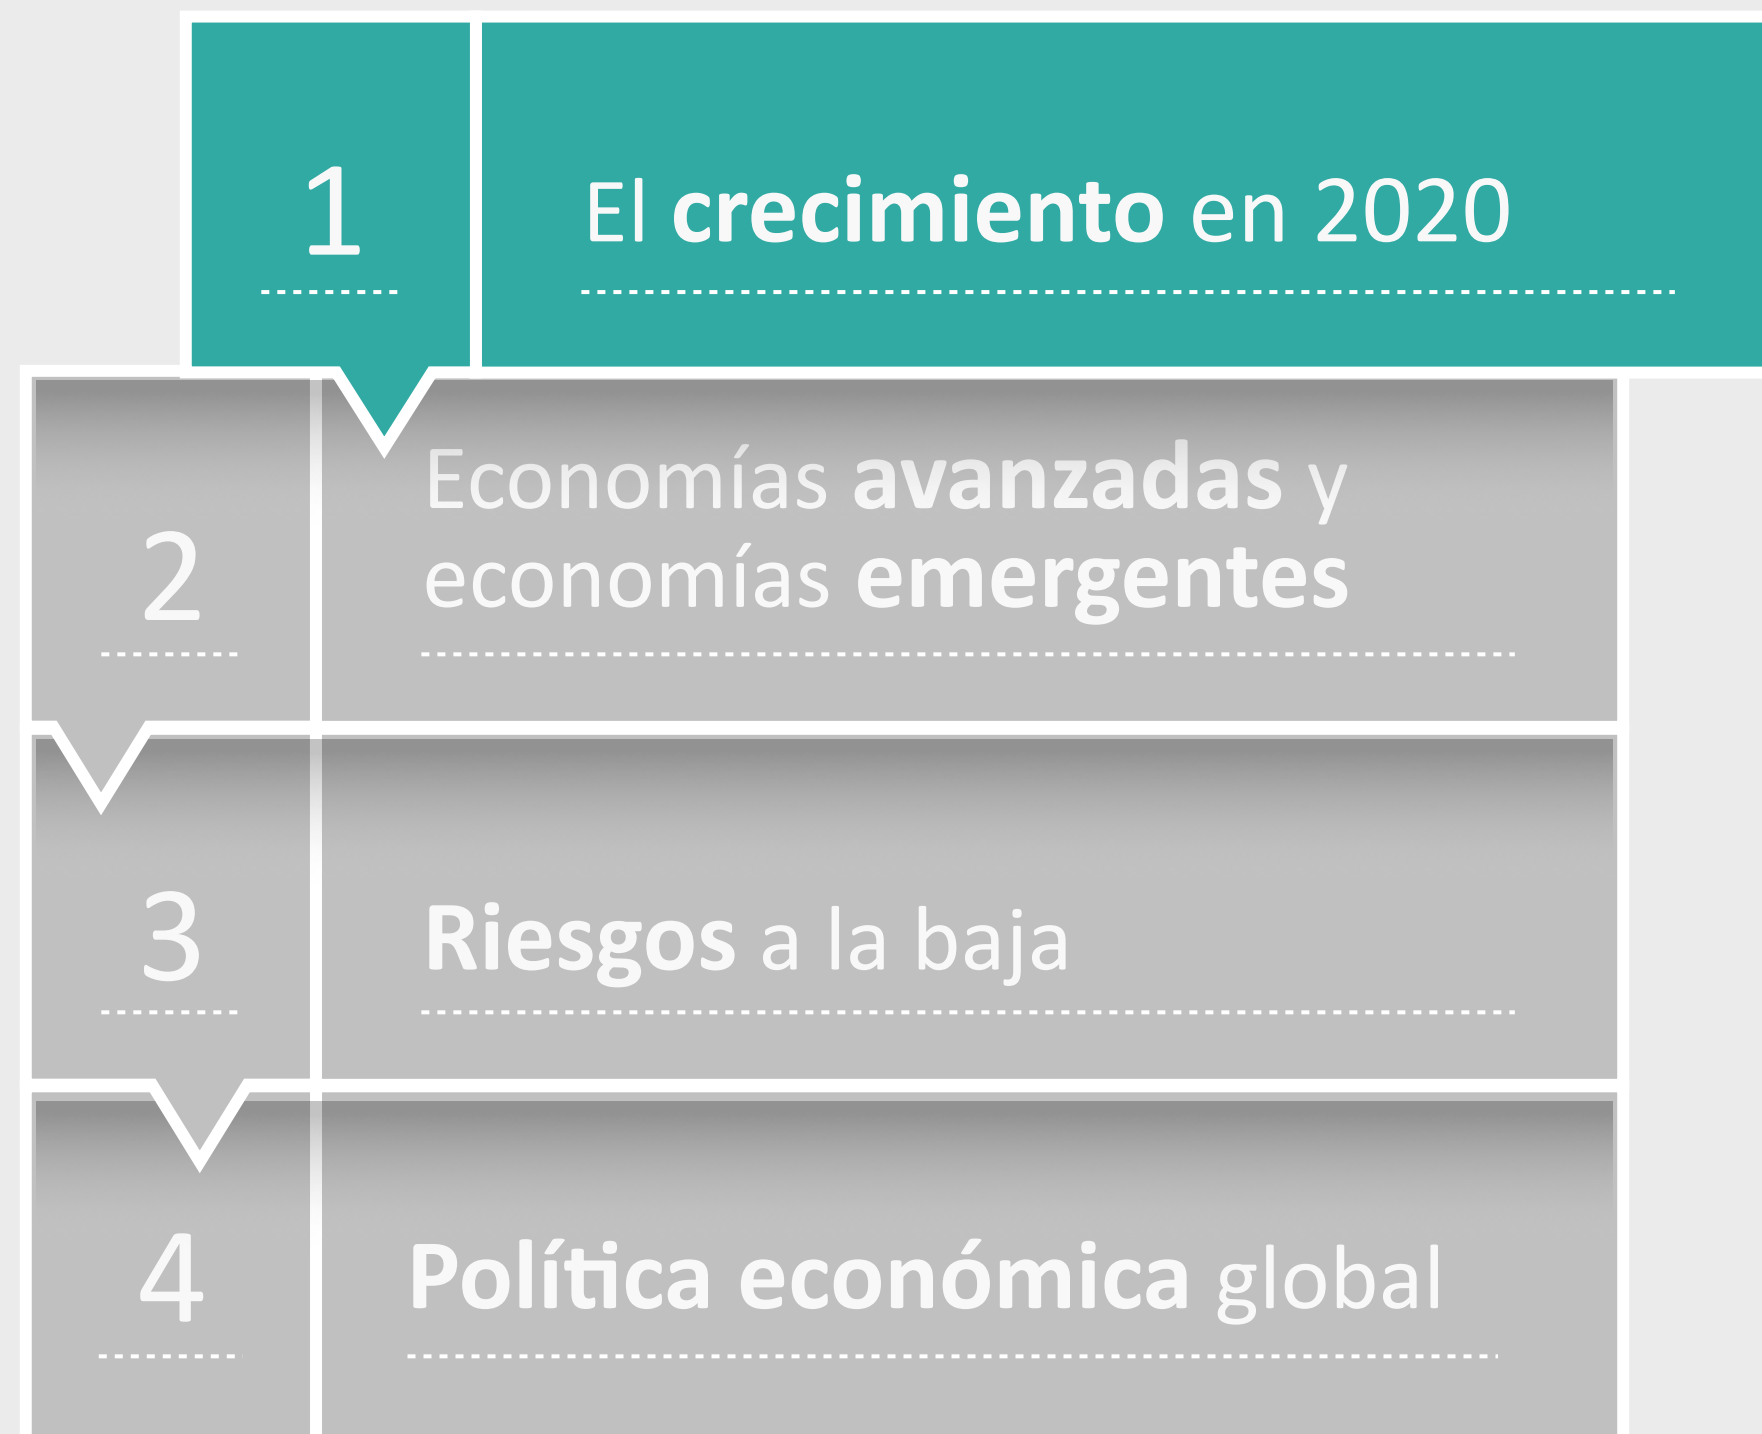 1
El crecimiento en 2020
2
Economías avanzadas y
economías emergentes
3
Riesgos a la baja
4
Política económica global